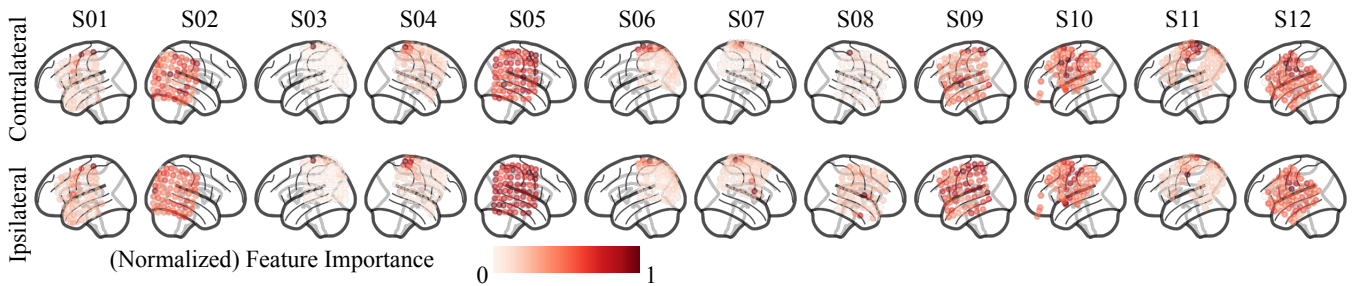 S01 S02 S03 S04 S05 S06 S07 S08 S09 S10 S11 S12
Contralateral
Ipsilateral
(Normalized) Feature Importance
0 1